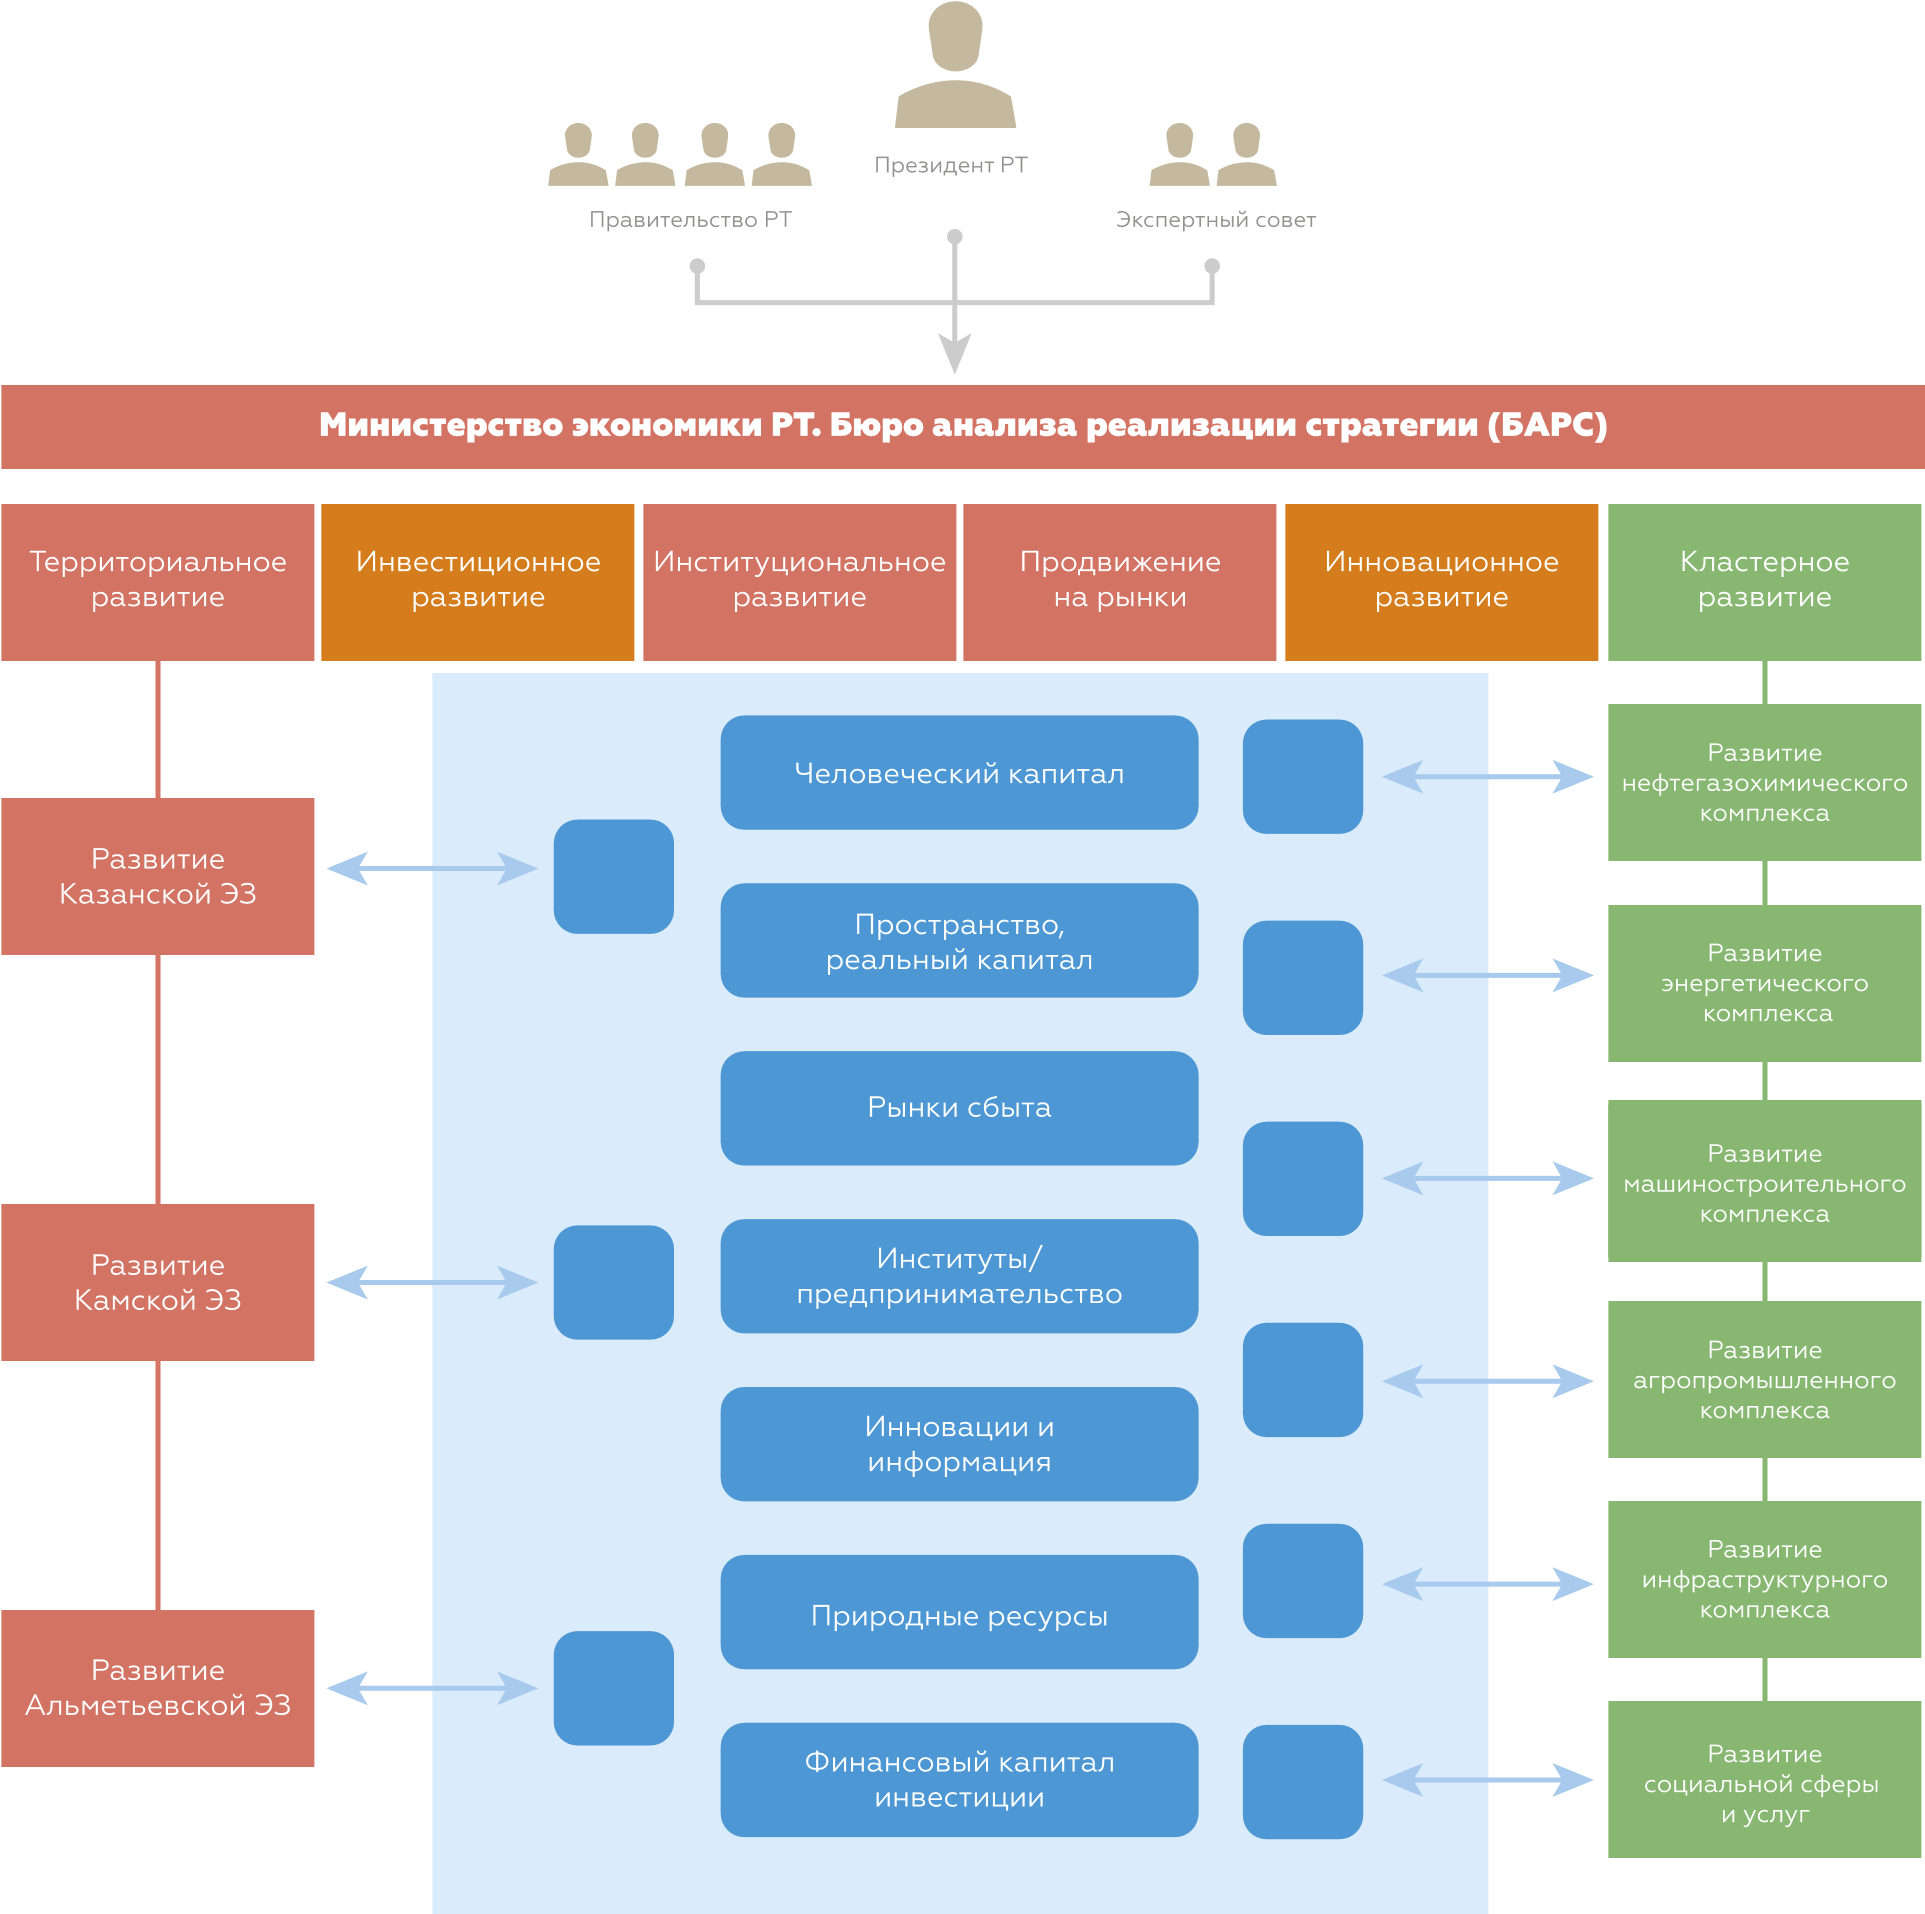 Президент РТ
Правительство РТ
Экспертный совет
Министерство экономики РТ. Бюро анализа реализации стратегии (БАРС)
Территориальное
развитие
Инвестиционное
развитие
Институциональное
развитие
Продвижение
на рынки
Инновационное
развитие
Кластерное
развитие
Развитие
Казанской ЭЗ
Развитие
Камской ЭЗ
Развитие
Альметьевской ЭЗ
Человеческий капитал
Пространство,
реальный капитал
Рынки сбыта
Институты/
предпринимательство
Инновации и
информация
Природные ресурсы
Финансовый капитал
инвестиции
Развитие
нефтегазохимического
комплекса
Развитие
энергетического
комплекса
Развитие
машиностроительного
комплекса
Развитие
агропромышленного
комплекса
Развитие
инфраструктурного
комплекса
Развитие
социальной сферы
и услуг